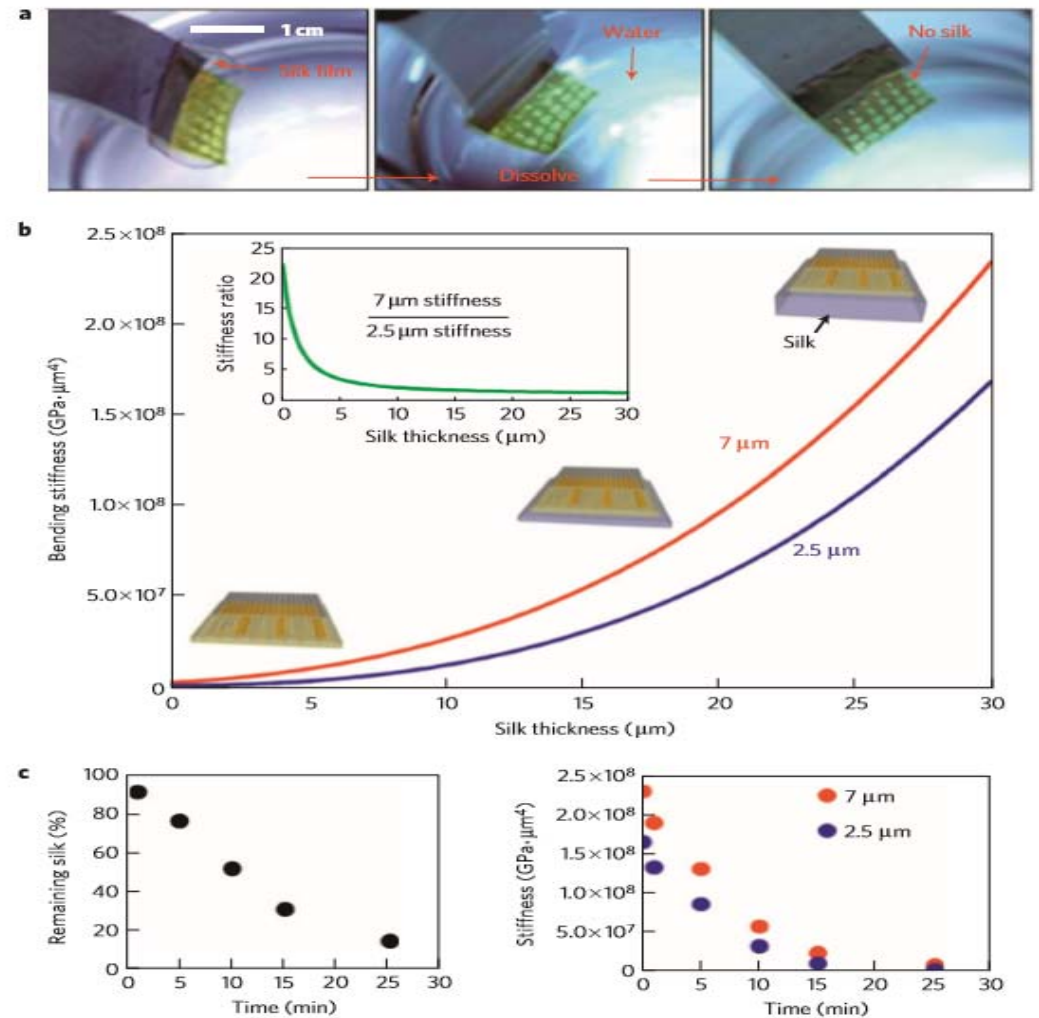 a
1 cm
Silk film
Water
No silk
Dissolve
b
Bending stiffness (GPa·μm⁴)
2.5×10⁸
2.0×10⁸
1.5×10⁸
1.0×10⁸
5.0×10⁷
0
0 5 10 15 20 25 30
Silk thickness (μm)
Stiffness ratio
25
20
15
10
5
0
0 5 10 15 20 25 30
Silk thickness (μm)
7 μm stiffness
2.5 μm stiffness
Silk
7 μm
2.5 μm
c
Remaining silk (%)
100
80
60
40
20
0
0 5 10 15 20 25 30
Time (min)
Stiffness (GPa·μm⁴)
2.5×10⁸
2.0×10⁸
1.5×10⁸
1.0×10⁸
5.0×10⁷
0
0 5 10 15 20 25 30
Time (min)
7 μm
2.5 μm